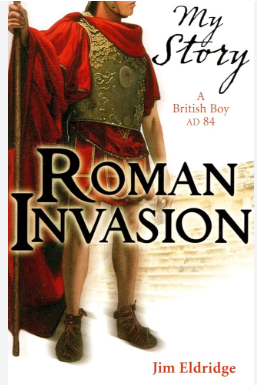 My
Story
A
British Boy
AD 84
ROMAN
INVASION
Jim Eldridge